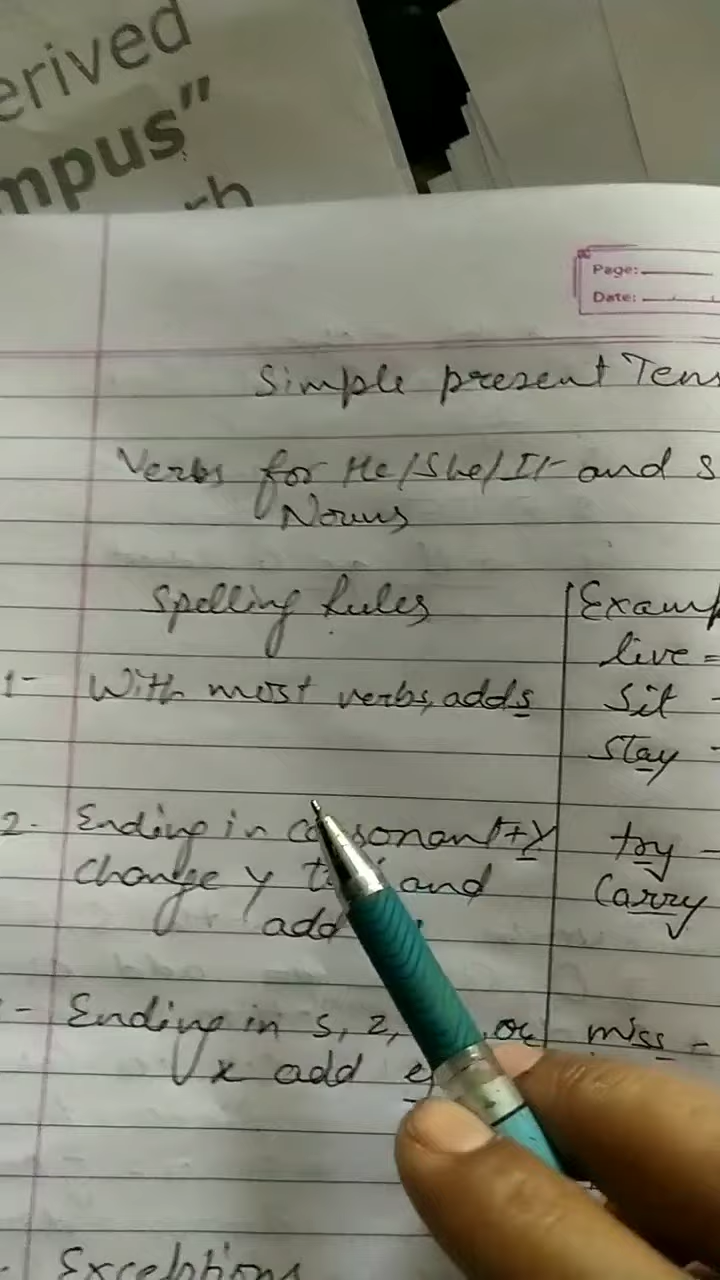 erived
mpus"
rh
Page:
Date:
Simple present Tens
Verbs for He/She/It and s
Nouns
Spelling Rules
Examp
live =
1- With most verbs, add s
sit -
stay -
2- Ending in consonant + y
try -
change y to and
carry
add
- Ending in s, z, or
miss -
x add e
- Exceptions